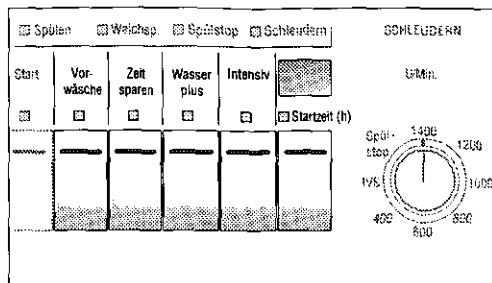 Spülen Weichsp. Spülstop Schleudern
SCHLEUDERN
Start
Vor-
wäsche
Zeit
sparen
Wasser
plus
Intensiv
U/Min.
Startzeit (h)
Spül-
stop
1400
1200
1000
800
600
400